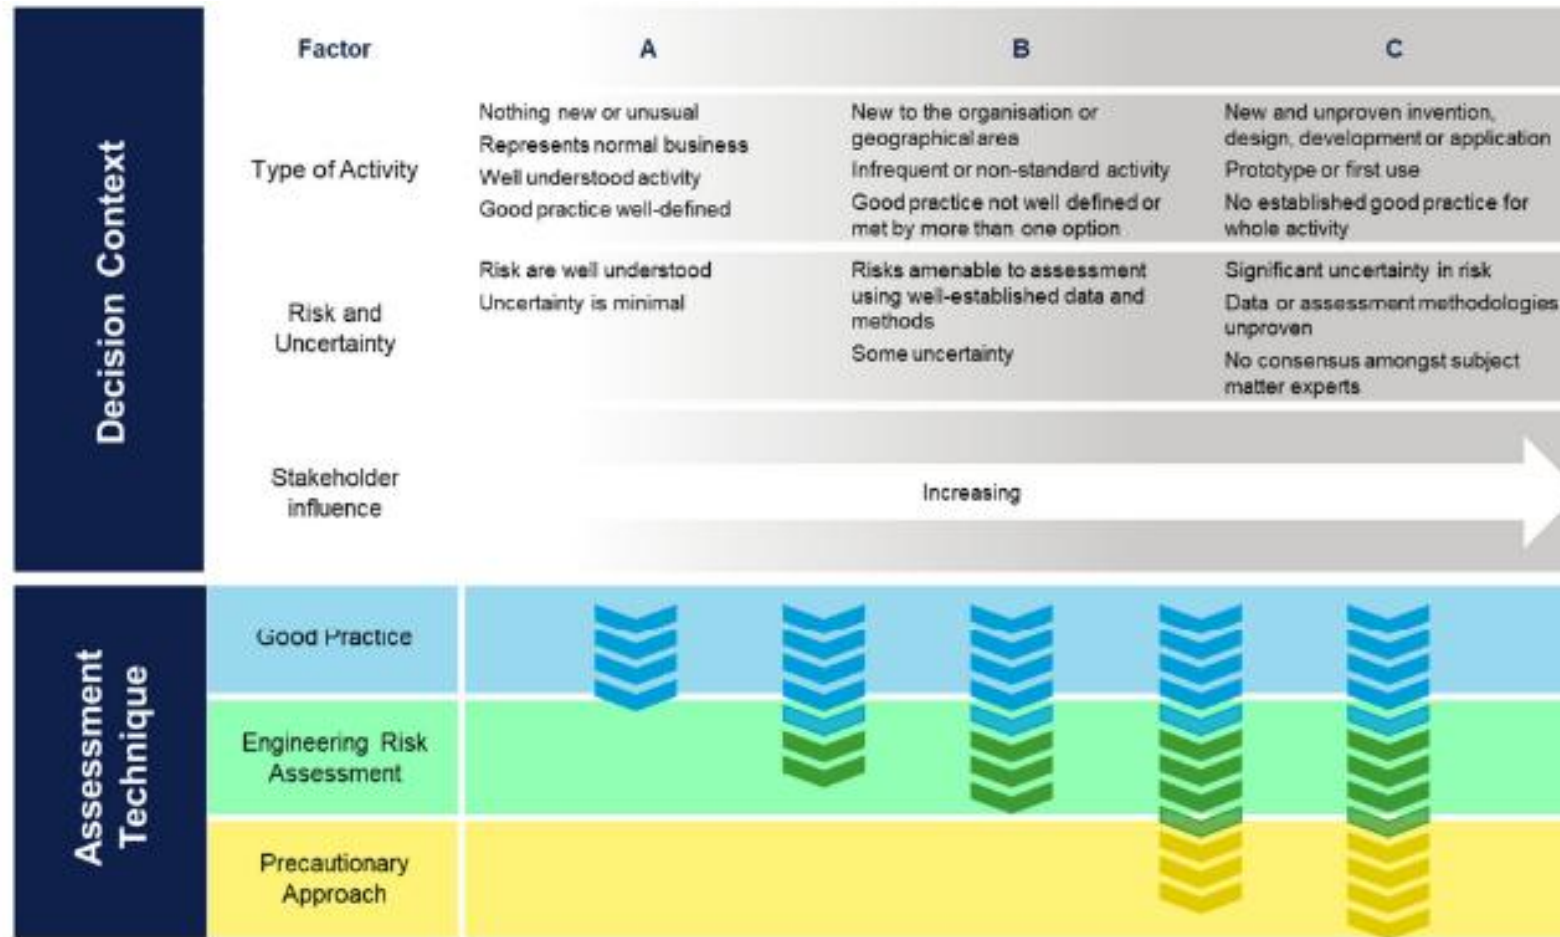 Decision Context
Factor
A
B
C
Type of Activity
Nothing new or unusual
Represents normal business
Well understood activity
Good practice well-defined
New to the organisation or
geographical area
Infrequent or non-standard activity
Good practice not well defined or
met by more than one option
New and unproven invention,
design, development or application
Prototype or first use
No established good practice for
whole activity
Risk and
Uncertainty
Risk are well understood
Uncertainty is minimal
Risks amenable to assessment
using well-established data and
methods
Some uncertainty
Significant uncertainty in risk
Data or assessment methodologies
unproven
No consensus amongst subject
matter experts
Stakeholder
influence
Increasing
Assessment
Technique
Good Practice
Engineering Risk
Assessment
Precautionary
Approach